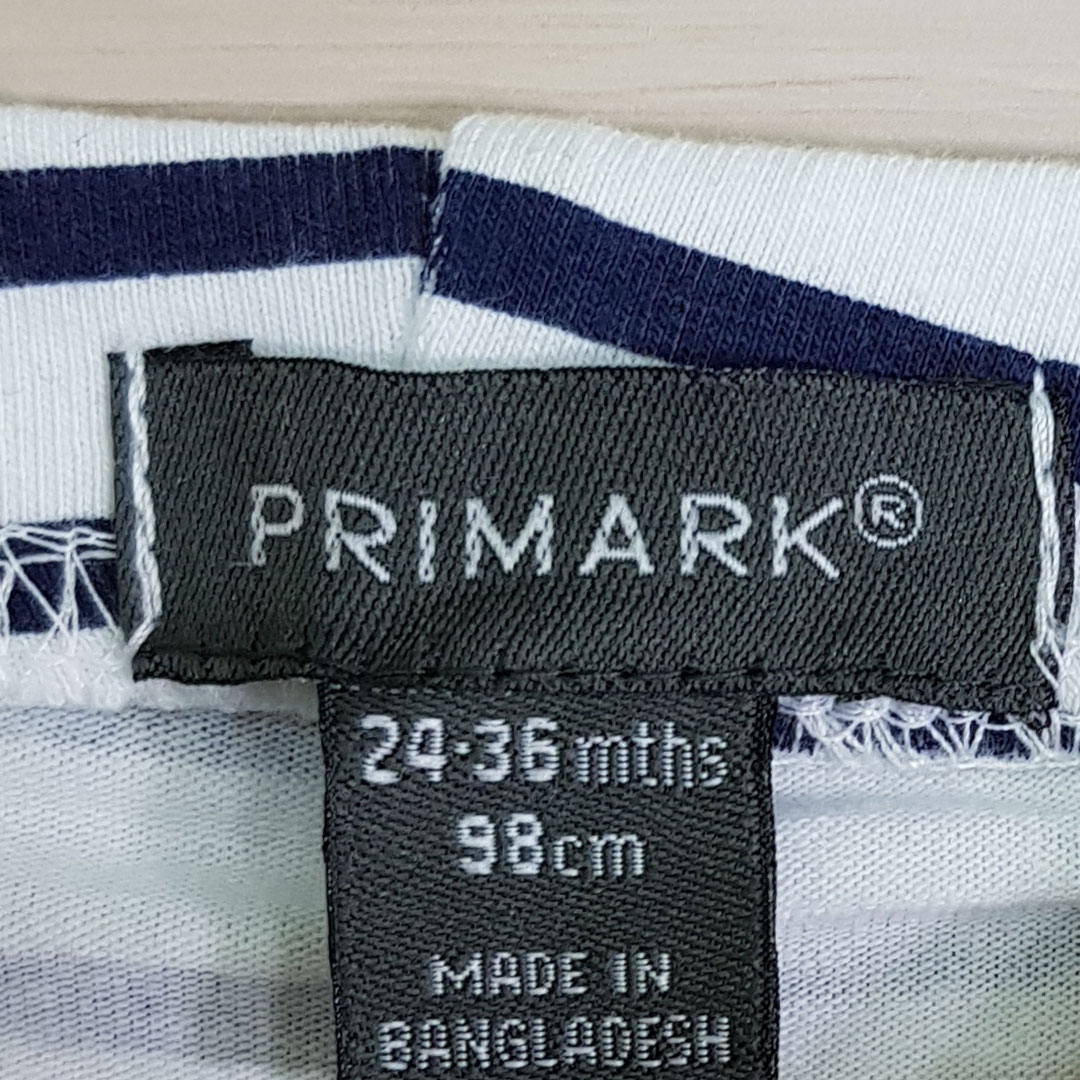 PRIMARK®
24-36 mths
98cm
MADE IN
BANGLADESH